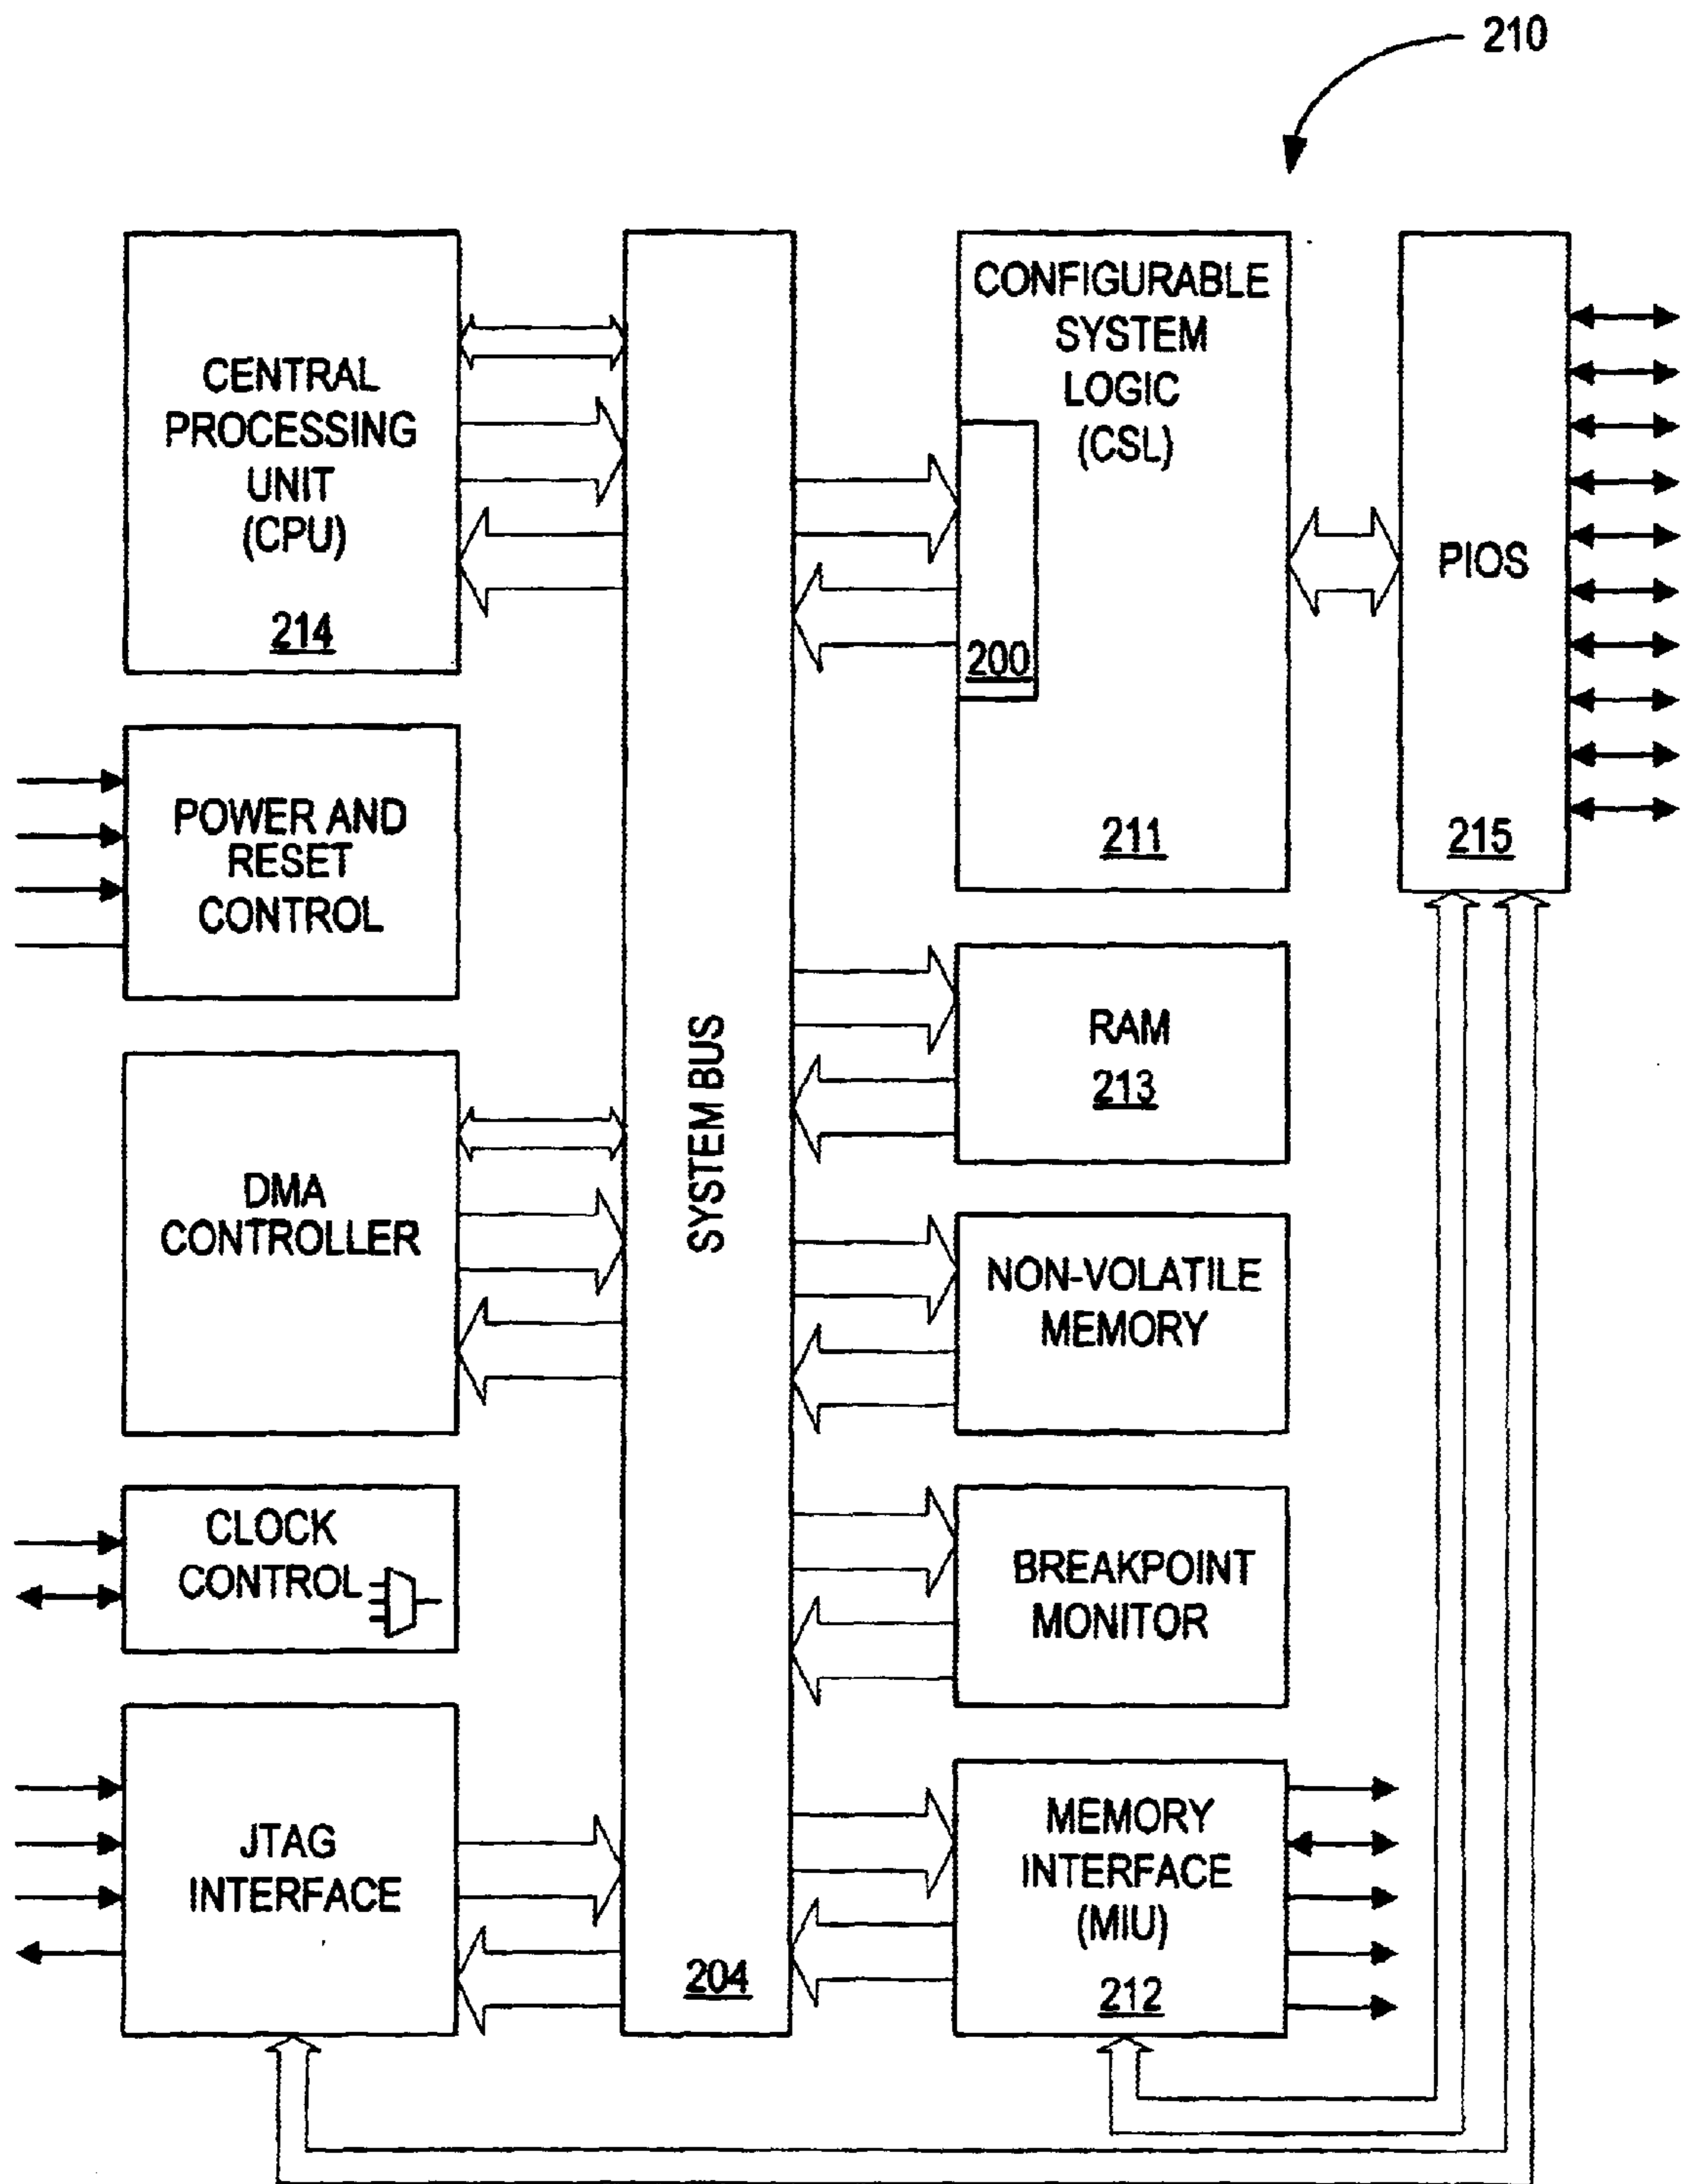 210
CENTRAL
PROCESSING
UNIT
(CPU)
214
POWER AND
RESET
CONTROL
DMA
CONTROLLER
CLOCK
CONTROL
JTAG
INTERFACE
SYSTEM BUS
204
CONFIGURABLE
SYSTEM
LOGIC
(CSL)
200
211
PIOS
215
RAM
213
NON-VOLATILE
MEMORY
BREAKPOINT
MONITOR
MEMORY
INTERFACE
(MIU)
212